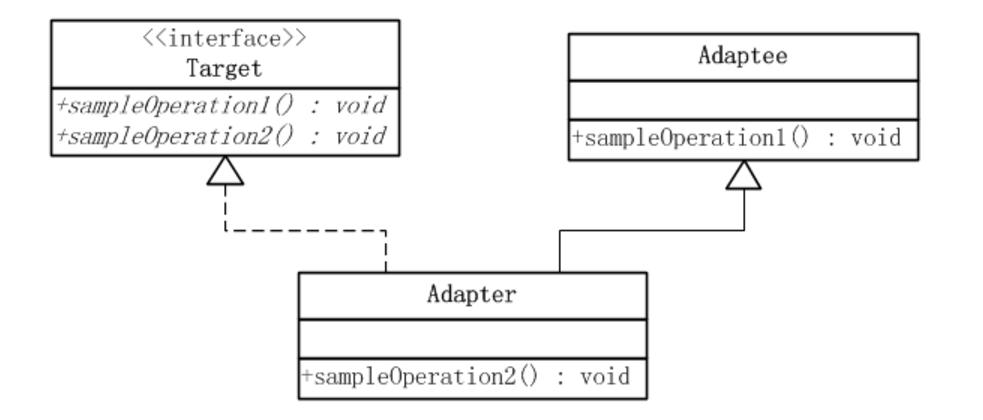 <<interface>>
Target
+sampleOperation1() : void
+sampleOperation2() : void
Adaptee
+sampleOperation1() : void
Adapter
+sampleOperation2() : void